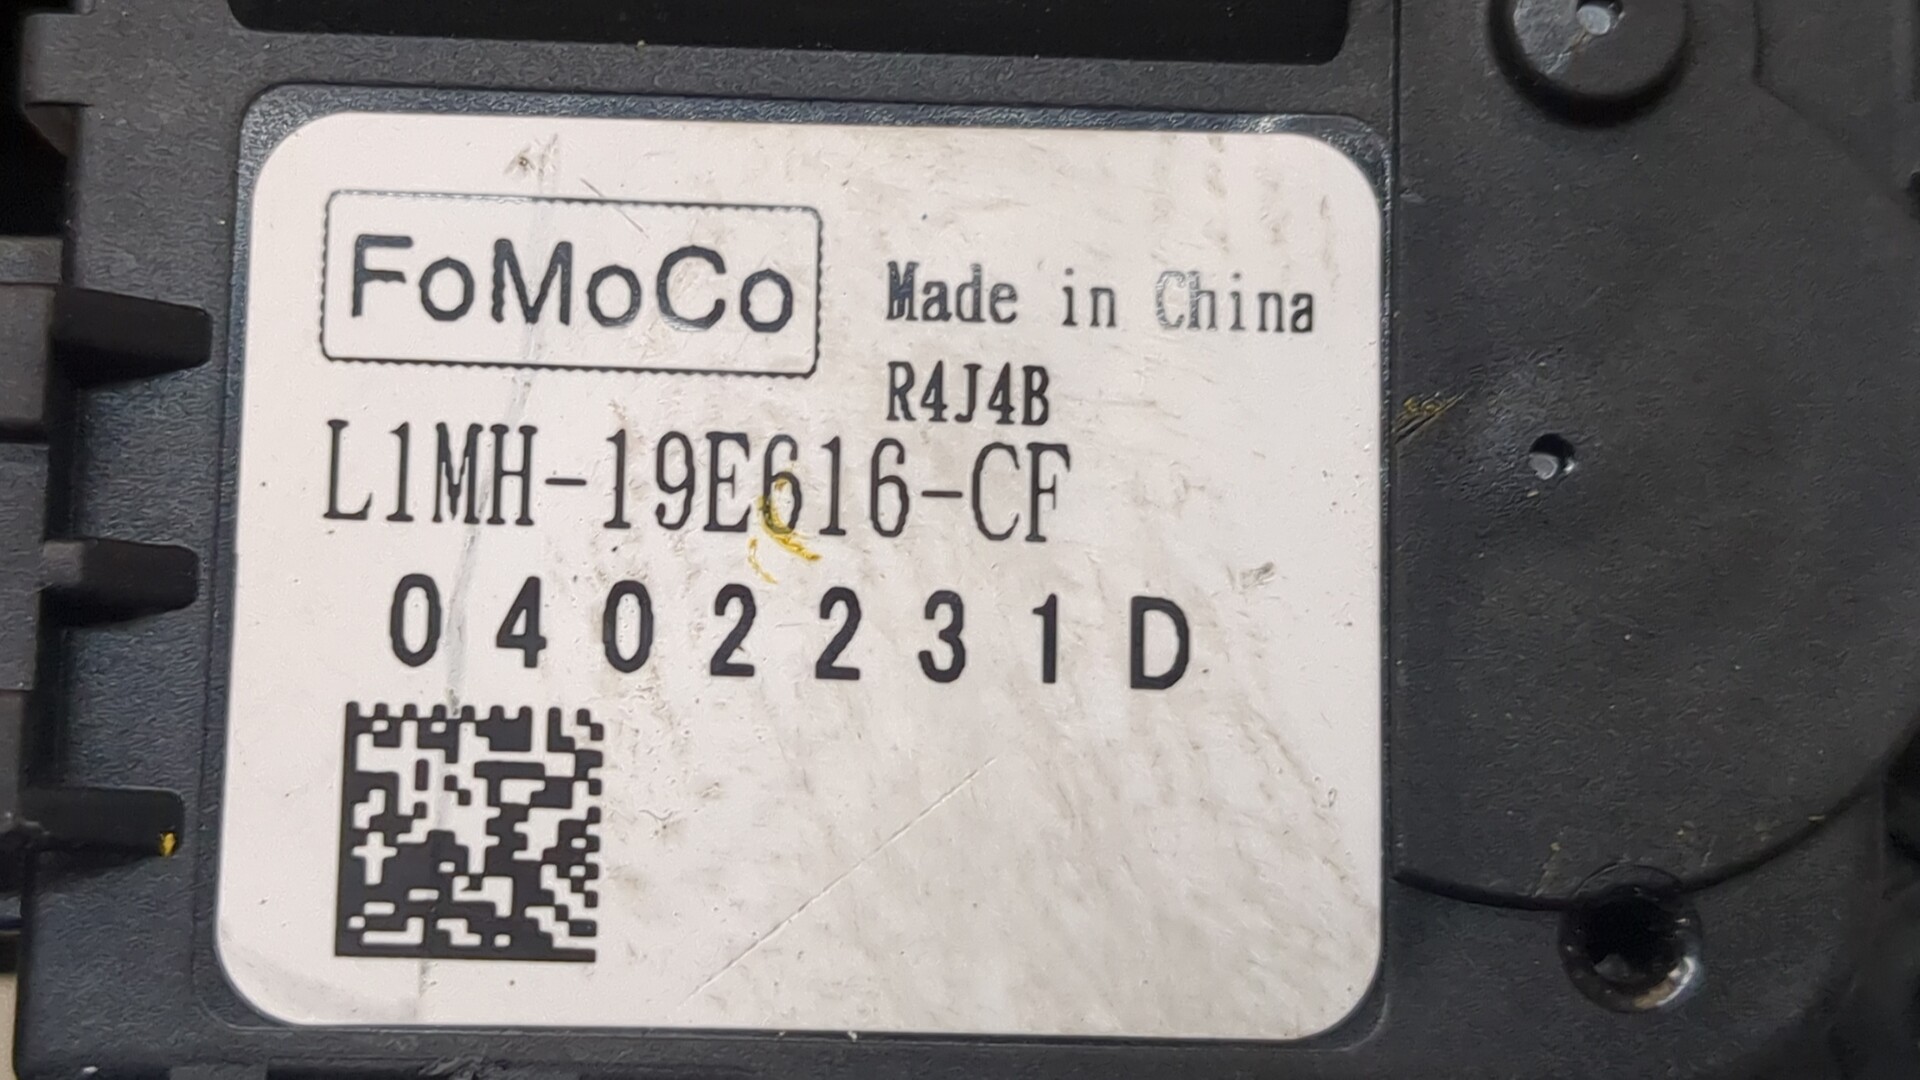 FoMoCo
Made in China
R4J4B
L1MH-19E616-CF
0402231D